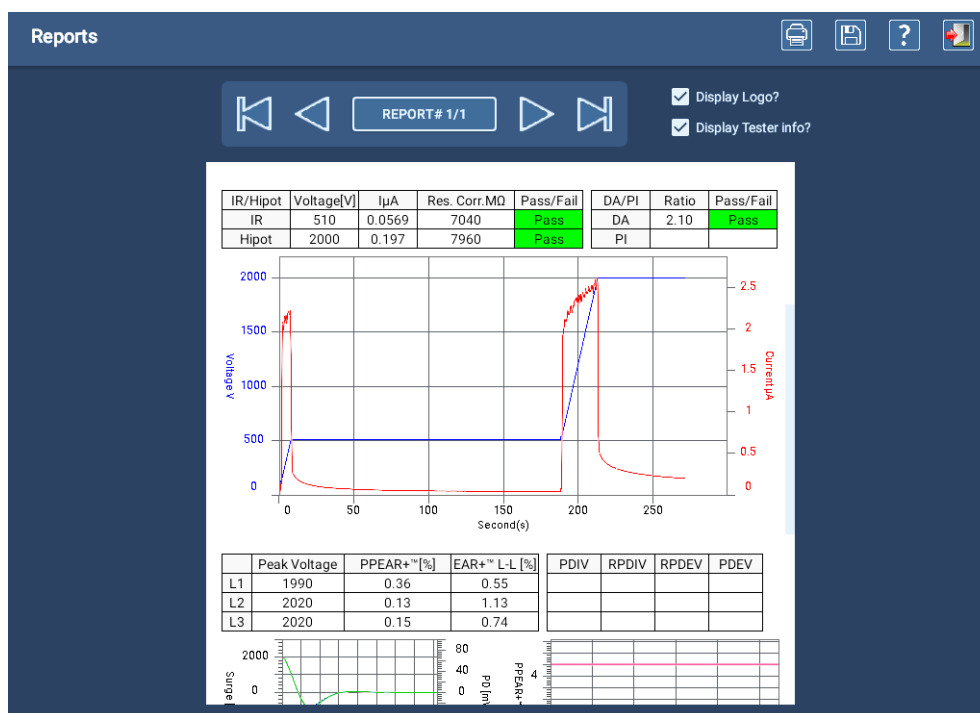 Reports
REPORT# 1/1
Display Logo?
Display Tester info?
IR/Hipot Voltage[V] IµA Res. Corr.MΩ Pass/Fail DA/PI Ratio Pass/Fail
IR 510 0.0569 7040 Pass DA 2.10 Pass
Hipot 2000 0.197 7960 Pass PI
2000
1500
1000
500
0
Voltage V
2.5
2
1.5
1
0.5
0
Current µA
0 50 100 150 200 250
Second(s)
Peak Voltage PPEAR+™[%] EAR+™ L-L [%] PDIV RPDIV RPDEV PDEV
L1 1990 0.36 0.55
L2 2020 0.13 1.13
L3 2020 0.15 0.74
2000
0
Surge [
80
40
0
PD [m
PPEAR+™
4